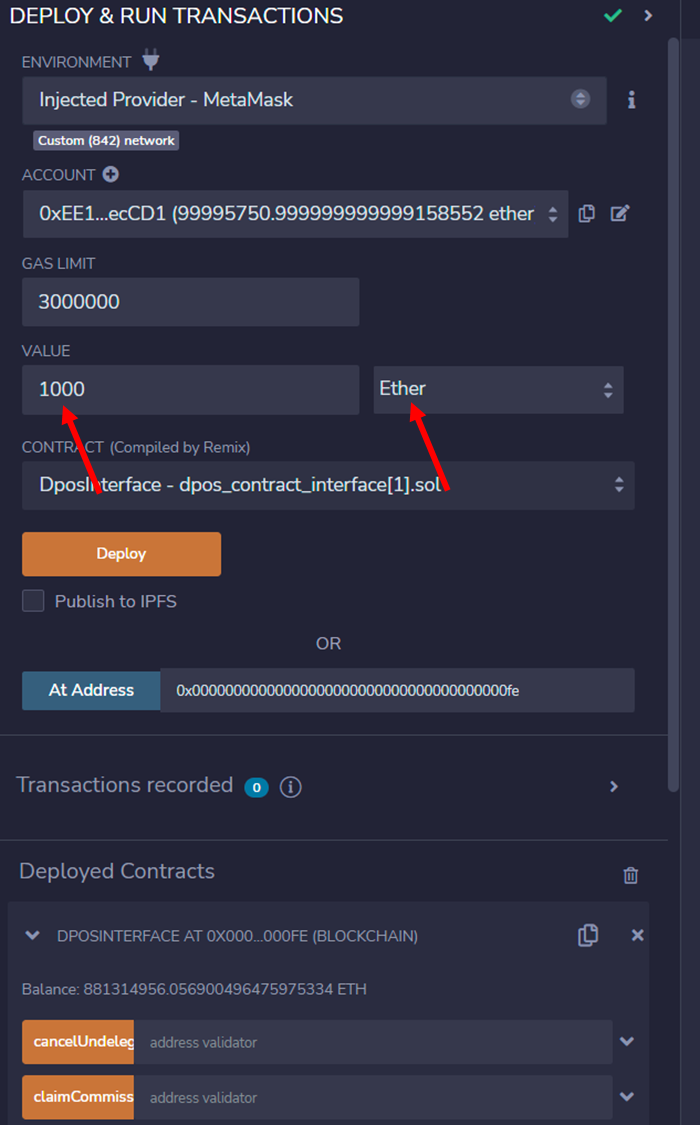 DEPLOY & RUN TRANSACTIONS
ENVIRONMENT
Injected Provider - MetaMask
Custom (842) network
ACCOUNT
0xEE1...ecCD1 (99995750.999999999999158552 ether
GAS LIMIT
3000000
VALUE
1000 Ether
CONTRACT (Compiled by Remix)
DposInterface - dpos_contract_interface[1].sol
Deploy
Publish to IPFS
OR
At Address 0x00000000000000000000000000000000000000fe
Transactions recorded 0
Deployed Contracts
DPOSINTERFACE AT 0X000...000FE (BLOCKCHAIN)
Balance: 881314956.056900496475975334 ETH
cancelUndeleg address validator
claimCommiss address validator